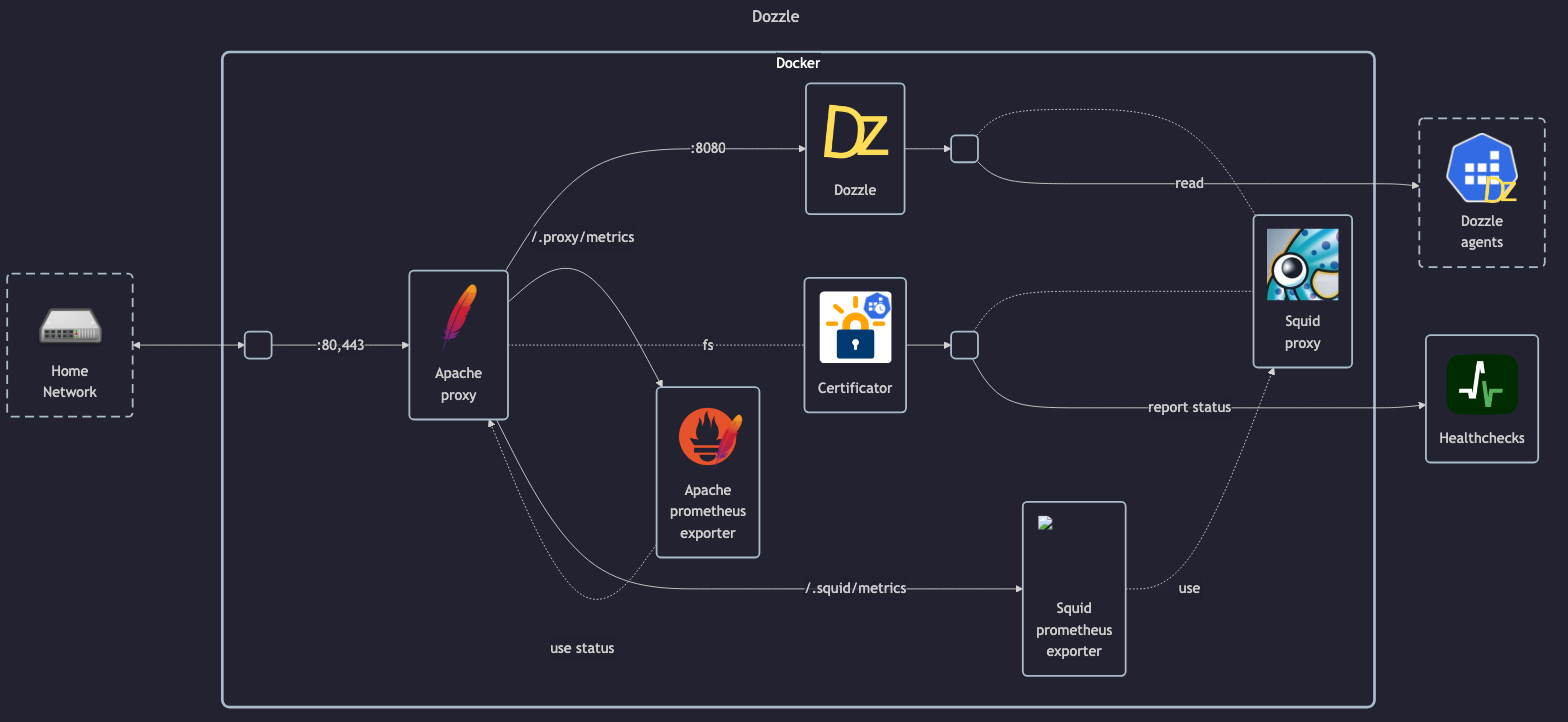 Dozzle
Docker
Dz
:8080
Dozzle
read
Dz
Dozzle
agents
/.proxy/metrics
Home
Network
:80,443
Apache
proxy
fs
Certificator
Squid
proxy
report status
Healthchecks
Apache
prometheus
exporter
/.squid/metrics
use
Squid
prometheus
exporter
use status